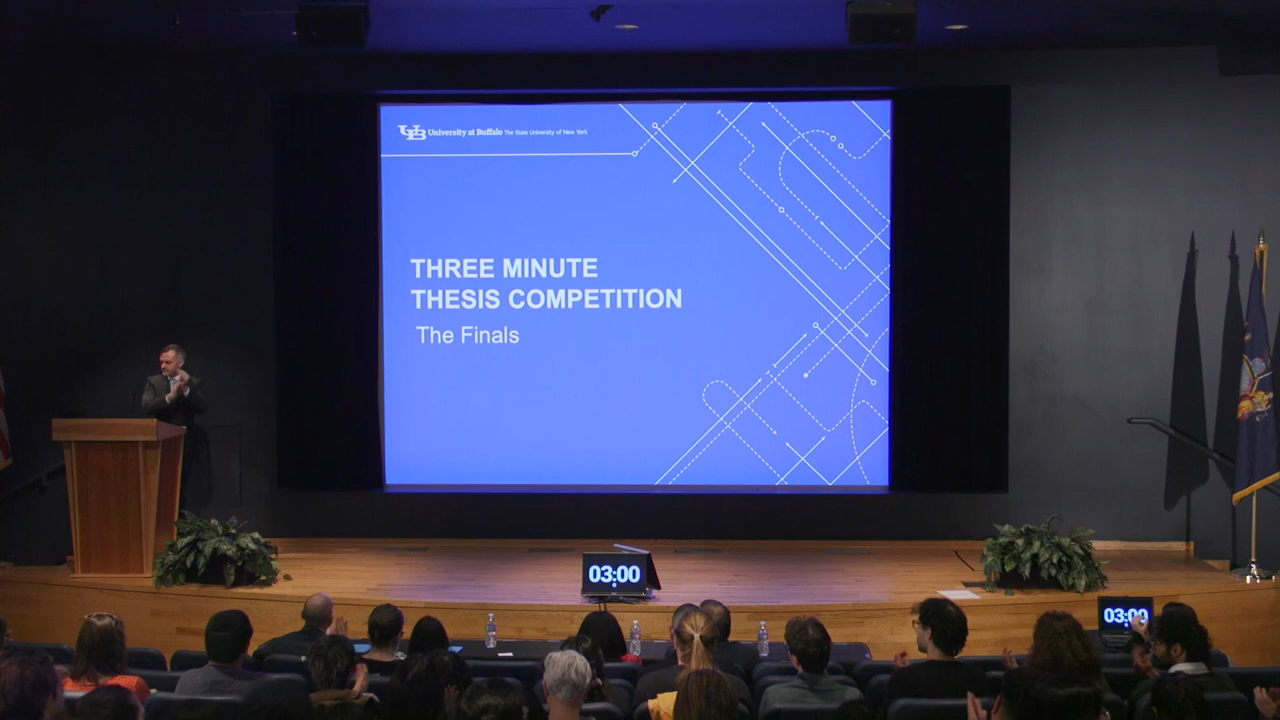 UB University at Buffalo The State University of New York
THREE MINUTE
THESIS COMPETITION
The Finals
03:00
03:00